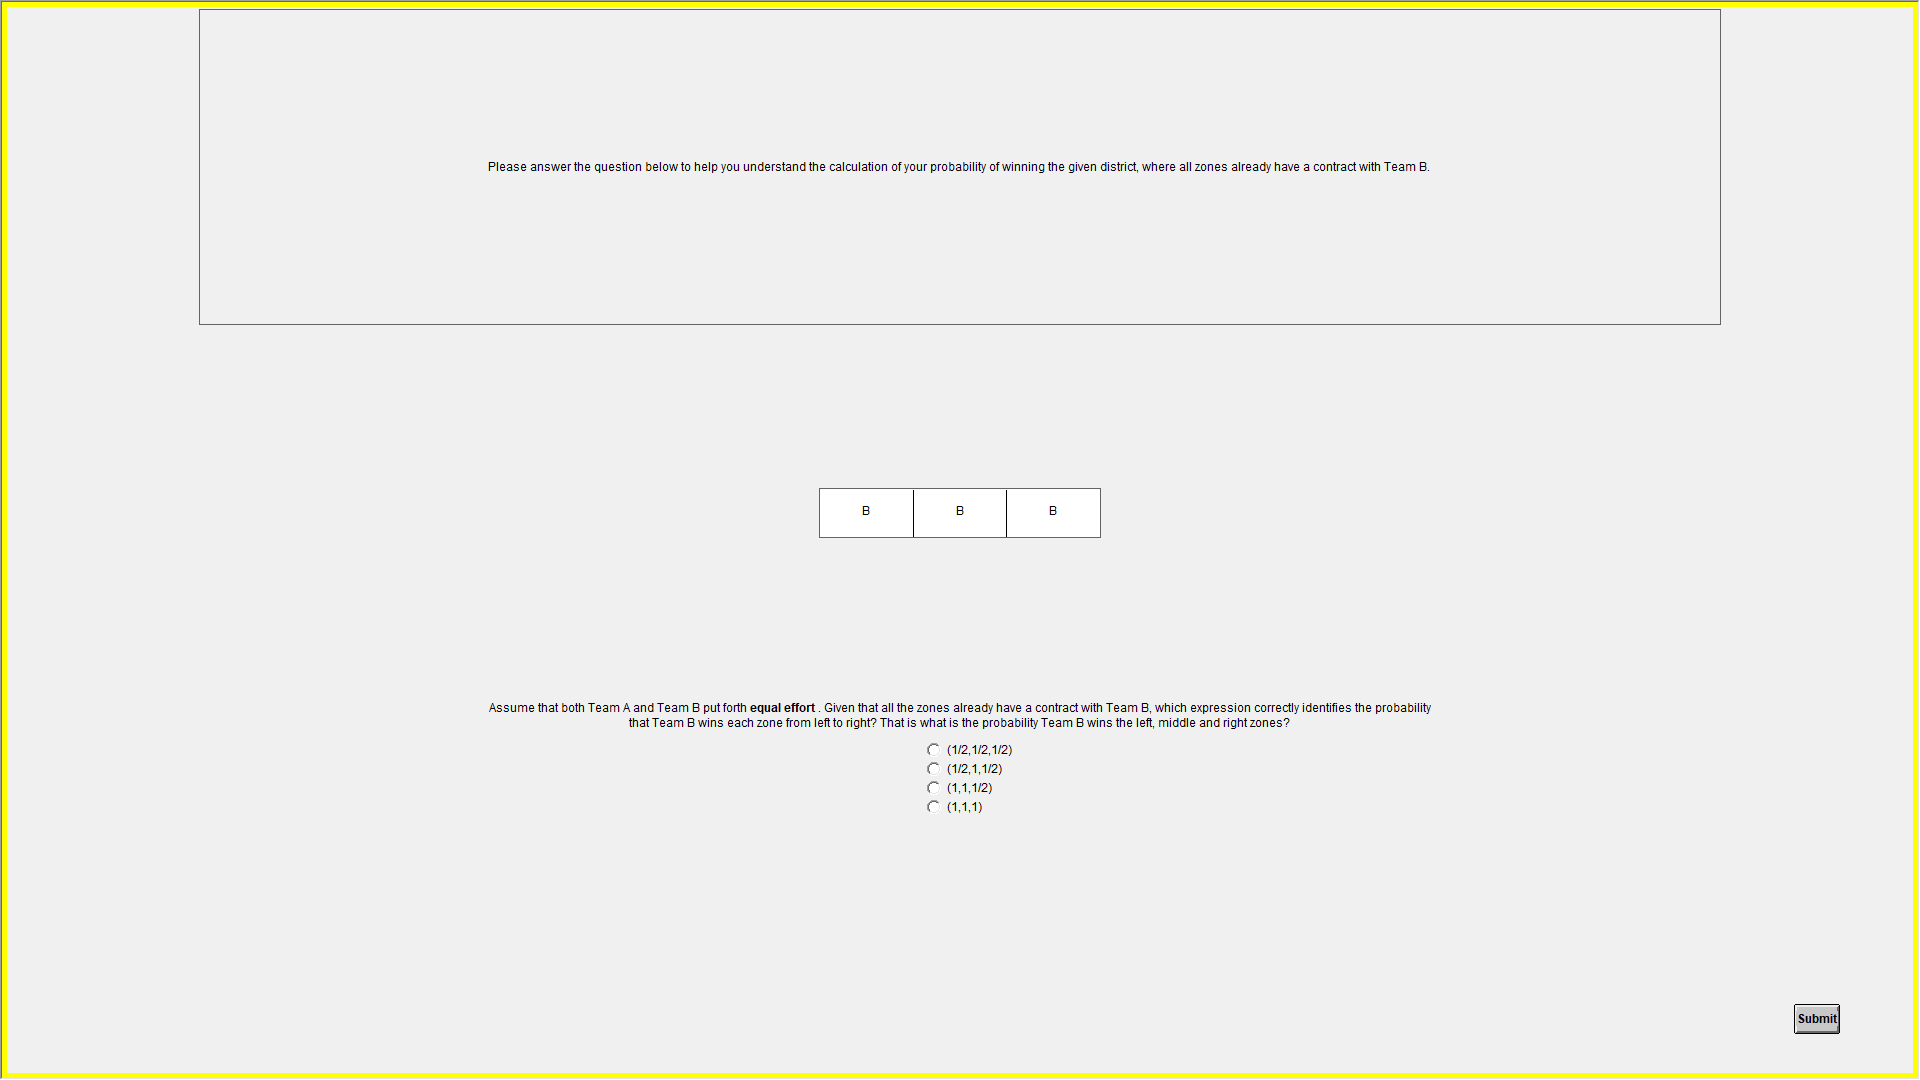 Please answer the question below to help you understand the calculation of your probability of winning the given district, where all zones already have a contract with Team B.
B B B
Assume that both Team A and Team B put forth equal effort . Given that all the zones already have a contract with Team B, which expression correctly identifies the probability
that Team B wins each zone from left to right? That is what is the probability Team B wins the left, middle and right zones?
(1/2,1/2,1/2)
(1/2,1,1/2)
(1,1,1/2)
(1,1,1)
Submit